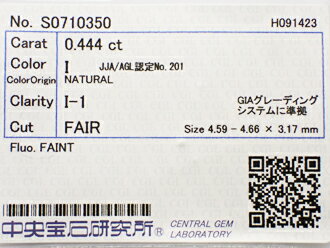 No. S0710350 H091423
Carat 0.444 ct
Color I JJA/AGL認定No.201
ColorOrigin NATURAL
Clarity I-1 GIAグレーディング
システムに準拠
Cut FAIR Size 4.59 - 4.66 × 3.17 mm
Fluo. FAINT
中央宝石研究所® CENTRAL GEM
LABORATORY